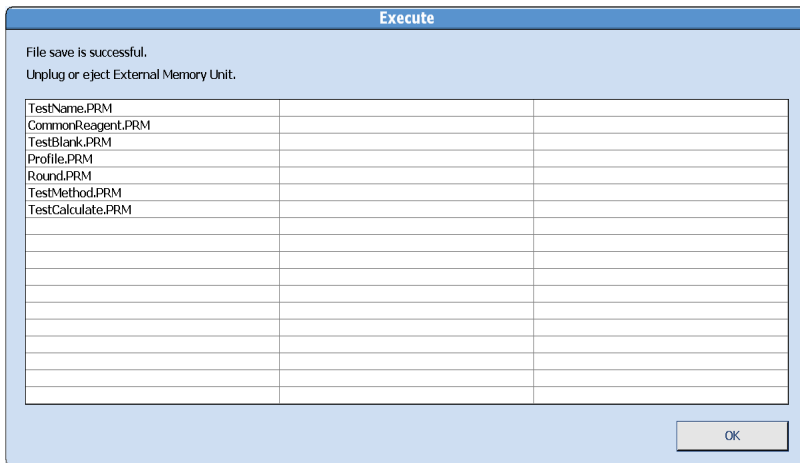 Execute
File save is successful.
Unplug or eject External Memory Unit.
TestName.PRM
CommonReagent.PRM
TestBlank.PRM
Profile.PRM
Round.PRM
TestMethod.PRM
TestCalculate.PRM
OK